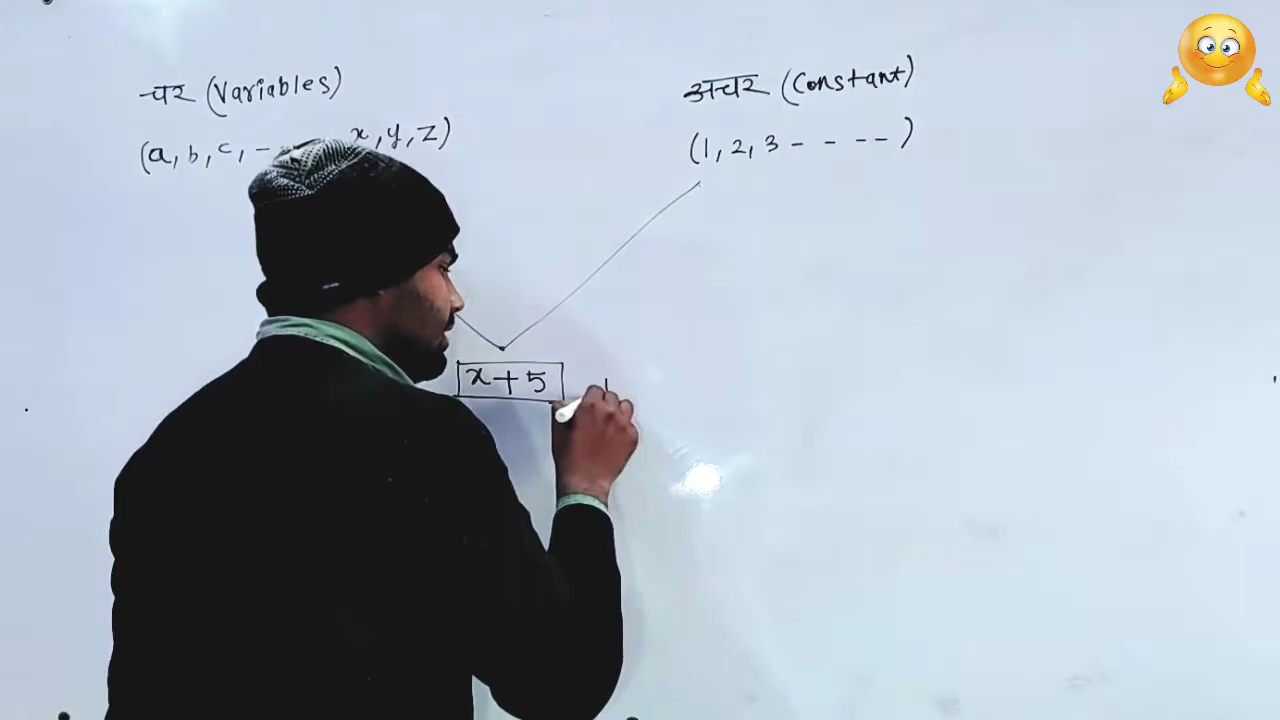 चर (Variables)
(a, b, c, - x, y, z)
अचर (Constant)
(1, 2, 3 - - - -)
x + 5